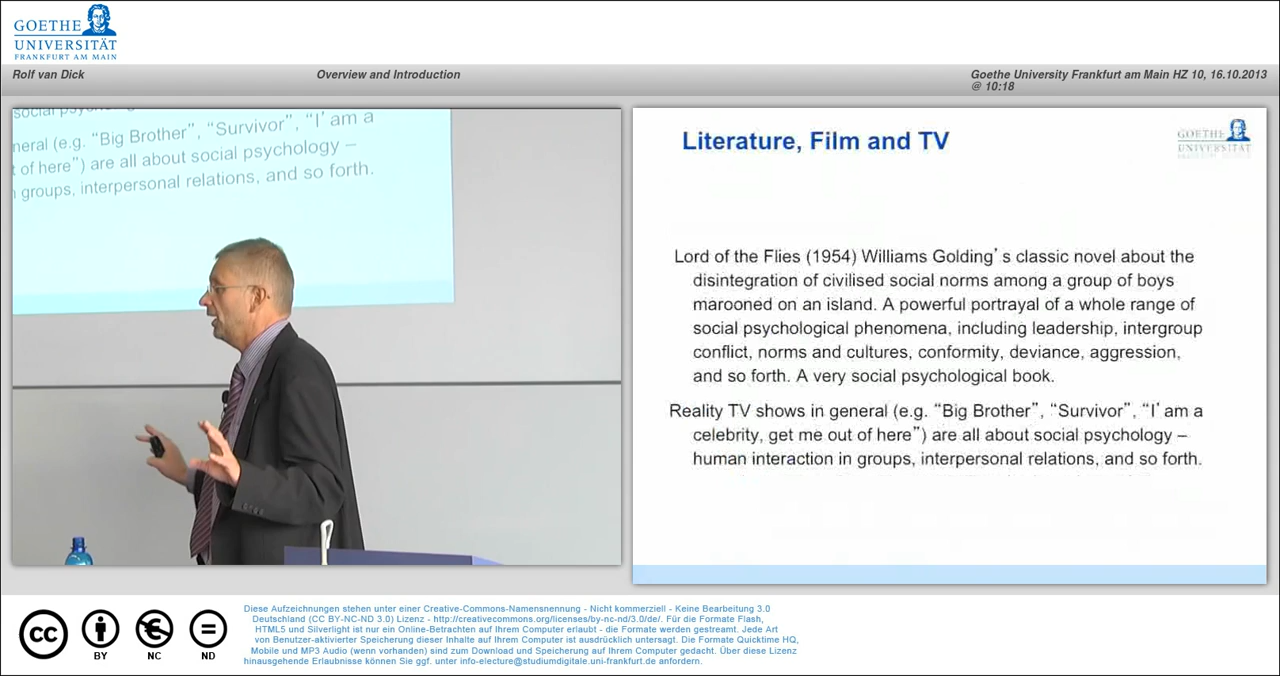 GOETHE
UNIVERSITÄT
FRANKFURT AM MAIN
Rolf van Dick
Overview and Introduction
Goethe University Frankfurt am Main HZ 10, 16.10.2013
@ 10:18
social
neral (e.g. “Big Brother”, “Survivor”, “I’ am a
t of here”) are all about social psychology –
n groups, interpersonal relations, and so forth.
Literature, Film and TV
GOETHE
UNIVERSITÄT
Lord of the Flies (1954) Williams Golding’ s classic novel about the
disintegration of civilised social norms among a group of boys
marooned on an island. A powerful portrayal of a whole range of
social psychological phenomena, including leadership, intergroup
conflict, norms and cultures, conformity, deviance, aggression,
and so forth. A very social psychological book.
Reality TV shows in general (e.g. “Big Brother”, “Survivor”, “I’ am a
celebrity, get me out of here”) are all about social psychology –
human interaction in groups, interpersonal relations, and so forth.
cc
BY
NC
ND
Diese Aufzeichnungen stehen unter einer Creative-Commons-Namensnennung - Nicht kommerziell - Keine Bearbeitung 3.0
Deutschland (CC BY-NC-ND 3.0) Lizenz - http://creativecommons.org/licenses/by-nc-nd/3.0/de/. Für die Formate Flash,
HTML5 und Silverlight ist nur ein Online-Betrachten auf Ihrem Computer erlaubt - die Formate werden gestreamt. Jede Art
von Benutzer-aktivierter Speicherung dieser Inhalte auf Ihrem Computer ist ausdrücklich untersagt. Die Formate Quicktime HQ,
Mobile und MP3 Audio (wenn vorhanden) sind zum Download und Speicherung auf Ihrem Computer gedacht. Über diese Lizenz
hinausgehende Erlaubnisse können Sie ggf. unter info-electure@studiumdigitale.uni-frankfurt.de anfordern.